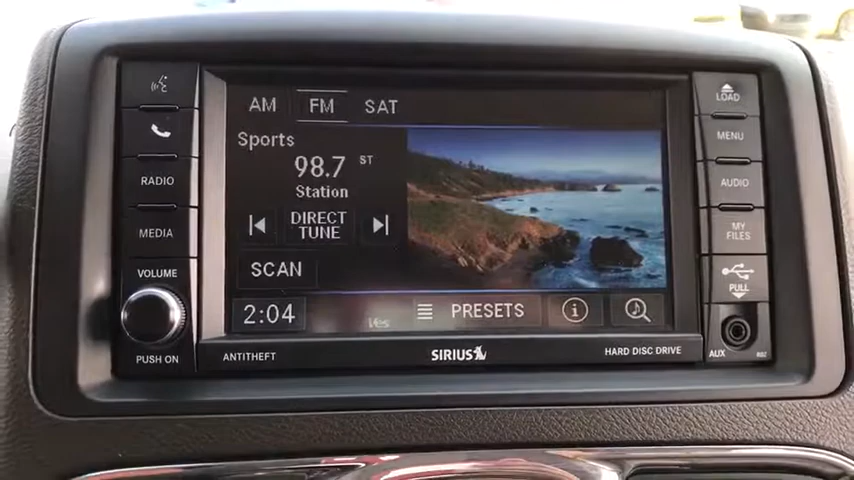 AM FM SAT
Sports
98.7 ST
Station
DIRECT
TUNE
SCAN
2:04
PRESETS
RADIO
MEDIA
VOLUME
PUSH ON
ANTITHEFT
SIRIUS
HARD DISC DRIVE
LOAD
MENU
AUDIO
MY
FILES
PULL
AUX